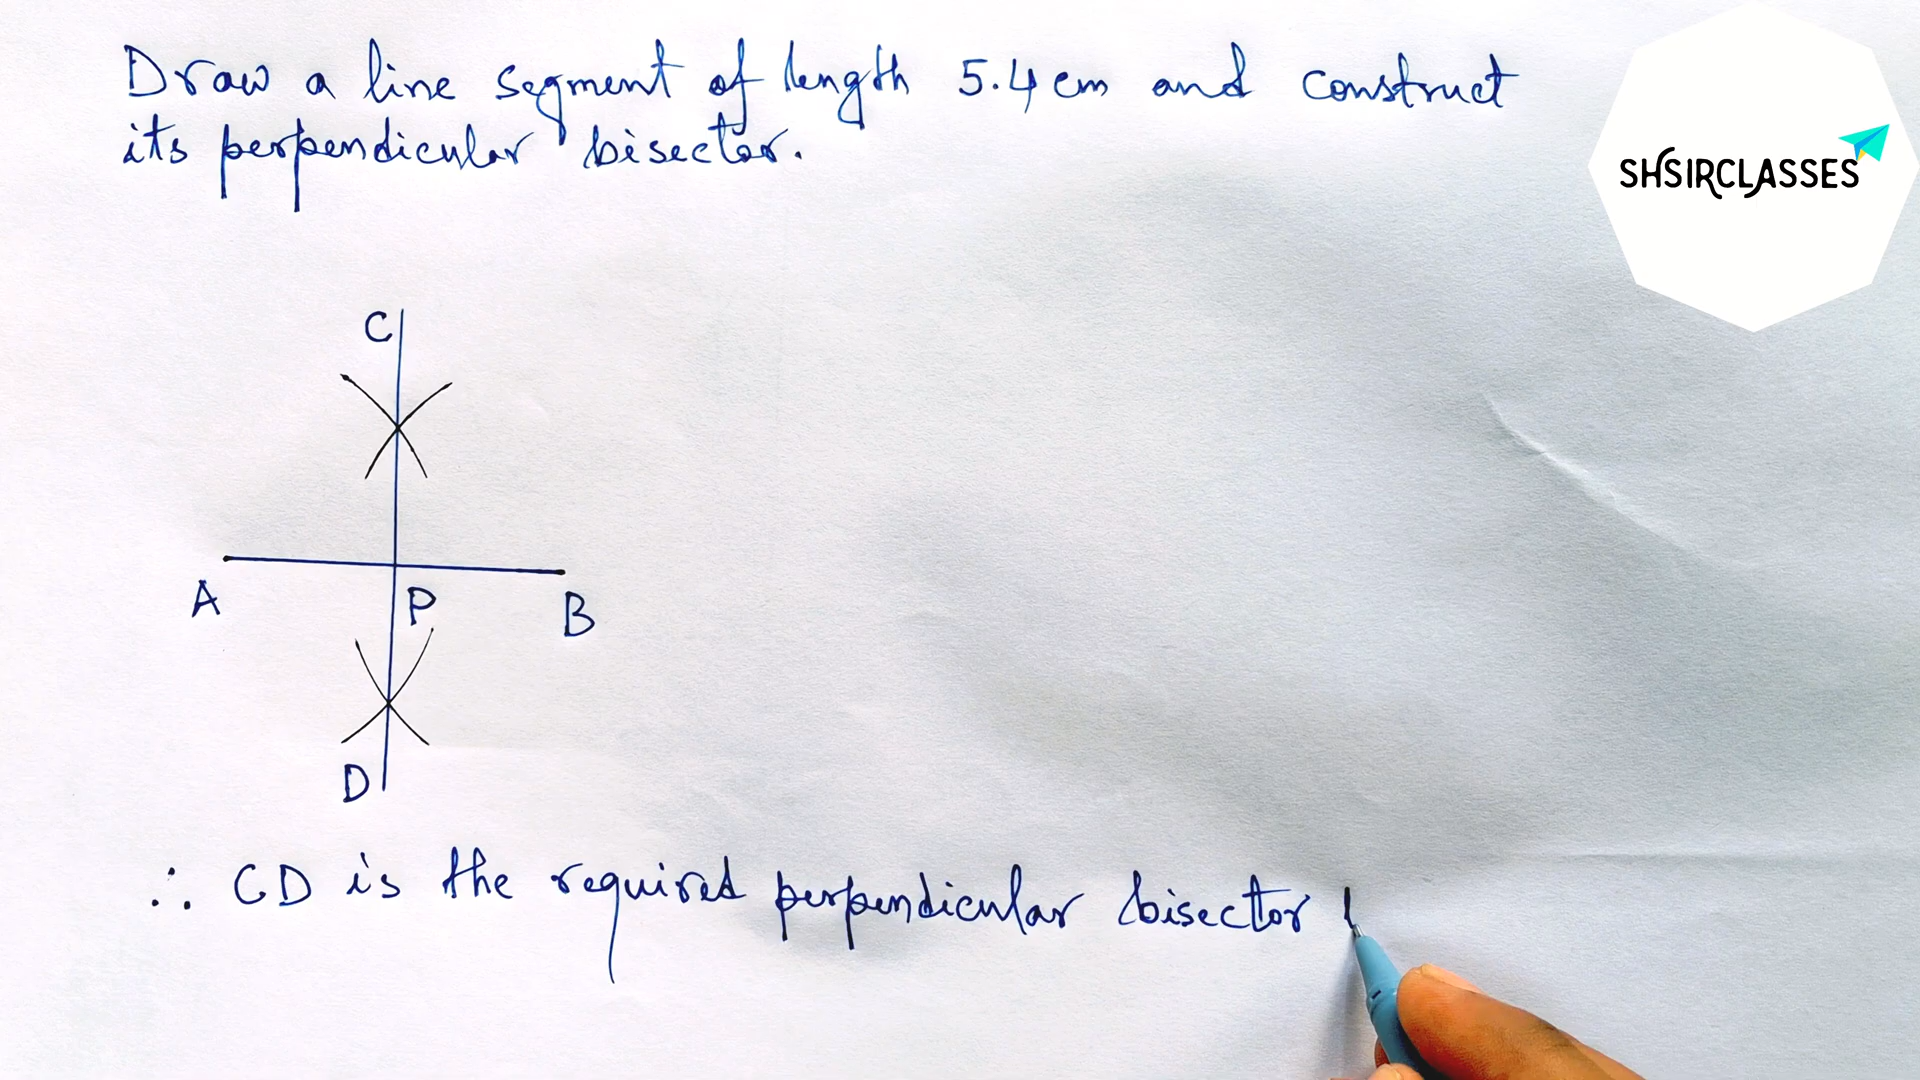 Draw a line segment of length 5.4 cm and construct
its perpendicular bisector.
SHSIRCLASSES
C
A
P
B
D
∴ CD is the required perpendicular bisector